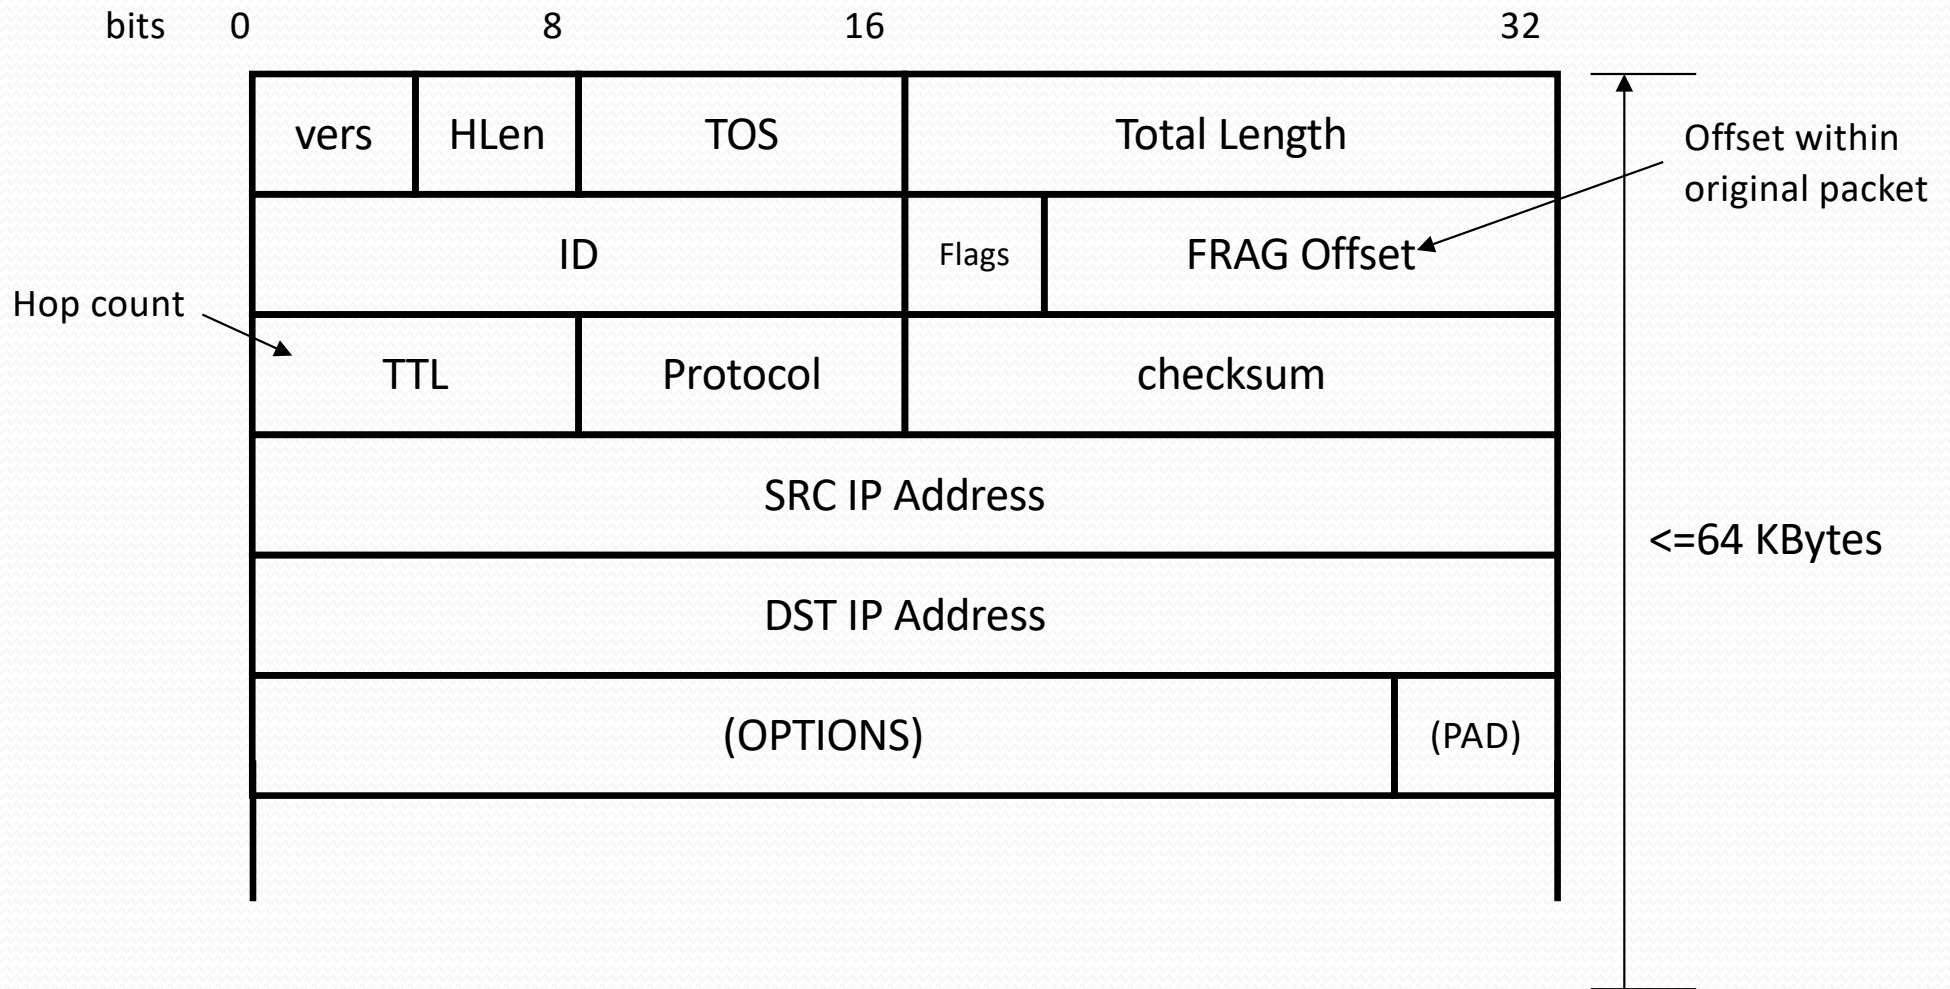 bits 0 8 16 32
vers HLen TOS Total Length
Offset within
original packet
ID Flags FRAG Offset
Hop count
TTL Protocol checksum
SRC IP Address
<=64 KBytes
DST IP Address
(OPTIONS) (PAD)